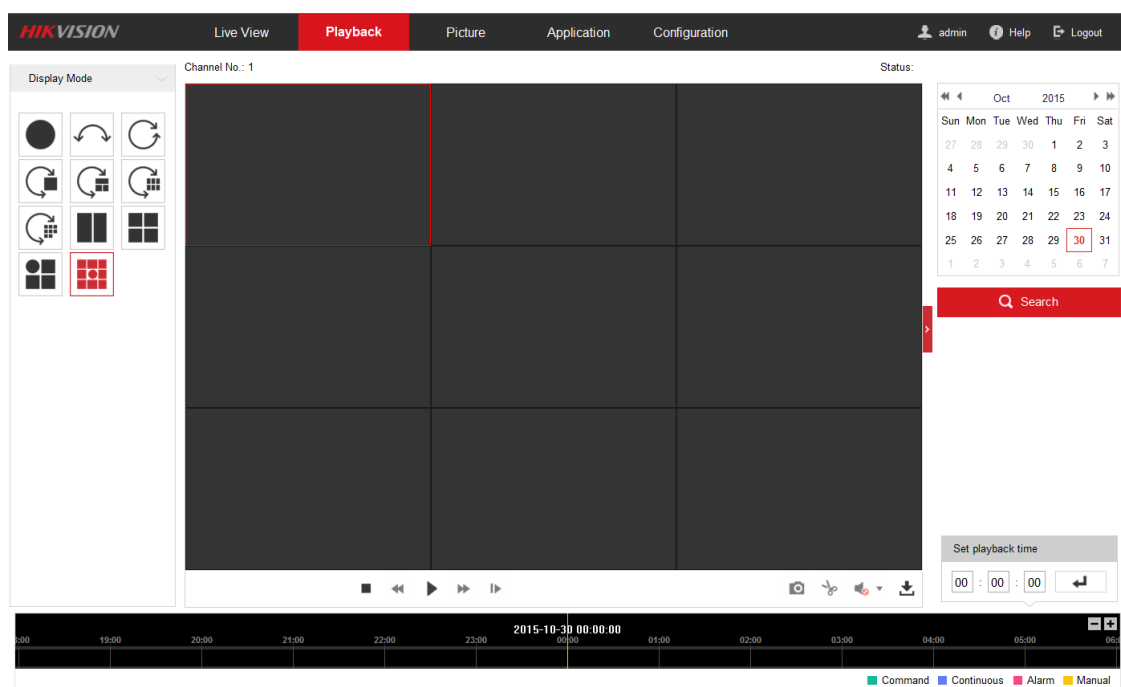 HIKVISION Live View Playback Picture Application Configuration admin Help Logout
Display Mode
Channel No.: 1 Status:
Oct 2015
Sun Mon Tue Wed Thu Fri Sat
27 28 29 30 1 2 3
4 5 6 7 8 9 10
11 12 13 14 15 16 17
18 19 20 21 22 23 24
25 26 27 28 29 30 31
1 2 3 4 5 6 7
Search
Set playback time
00 : 00 : 00
2015-10-30 00:00:00
:00 19:00 20:00 21:00 22:00 23:00 00:00 01:00 02:00 03:00 04:00 05:00 06:
Command Continuous Alarm Manual